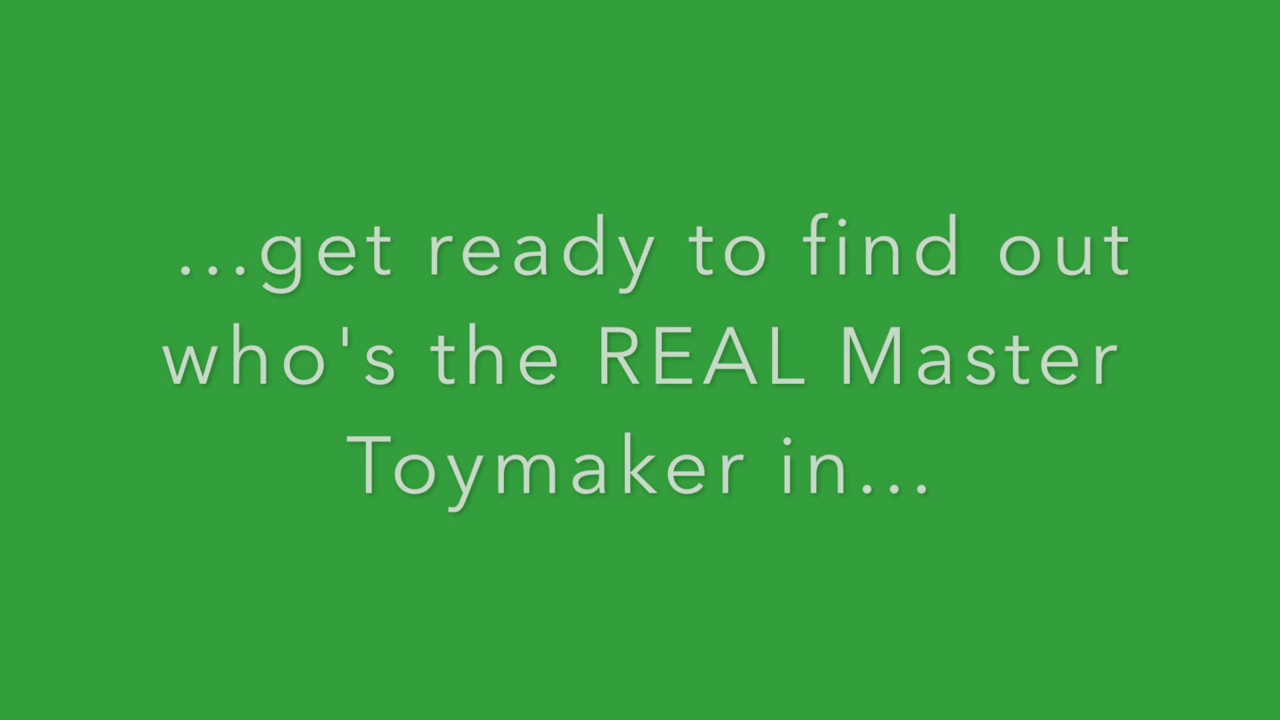 ...get ready to find out
who's the REAL Master
Toymaker in...